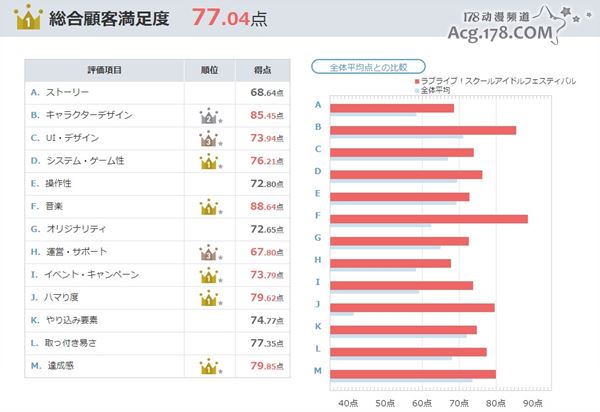 1 総合顧客満足度 77.04点
178动漫频道
Acg.178.COM
評価項目 順位 得点
A. ストーリー 68.64点
B. キャラクターデザイン 2 85.45点
C. UI・デザイン 3 73.94点
D. システム・ゲーム性 1 76.21点
E. 操作性 72.80点
F. 音楽 1 88.64点
G. オリジナリティ 72.65点
H. 運営・サポート 3 67.80点
I. イベント・キャンペーン 1 73.79点
J. ハマり度 1 79.62点
K. やり込み要素 74.77点
L. 取っ付き易さ 77.35点
M.達成感 1 79.85点
全体平均点との比較
ラブライブ！スクールアイドルフェスティバル
全体平均
A
B
C
D
E
F
G
H
I
J
K
L
M
40点 50点 60点 70点 80点 90点